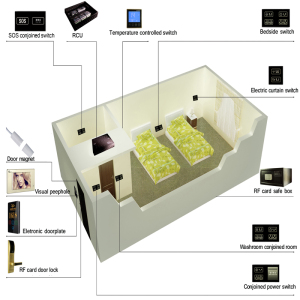 SOS
SOS conjoined switch
RCU
Temperature controlled switch
Bedside switch
Electric curtain switch
Door magnet
Visual peephole
Eletronic doorplate
RF card door lock
RF card safe box
Washroom conjoined room
Conjoined power switch